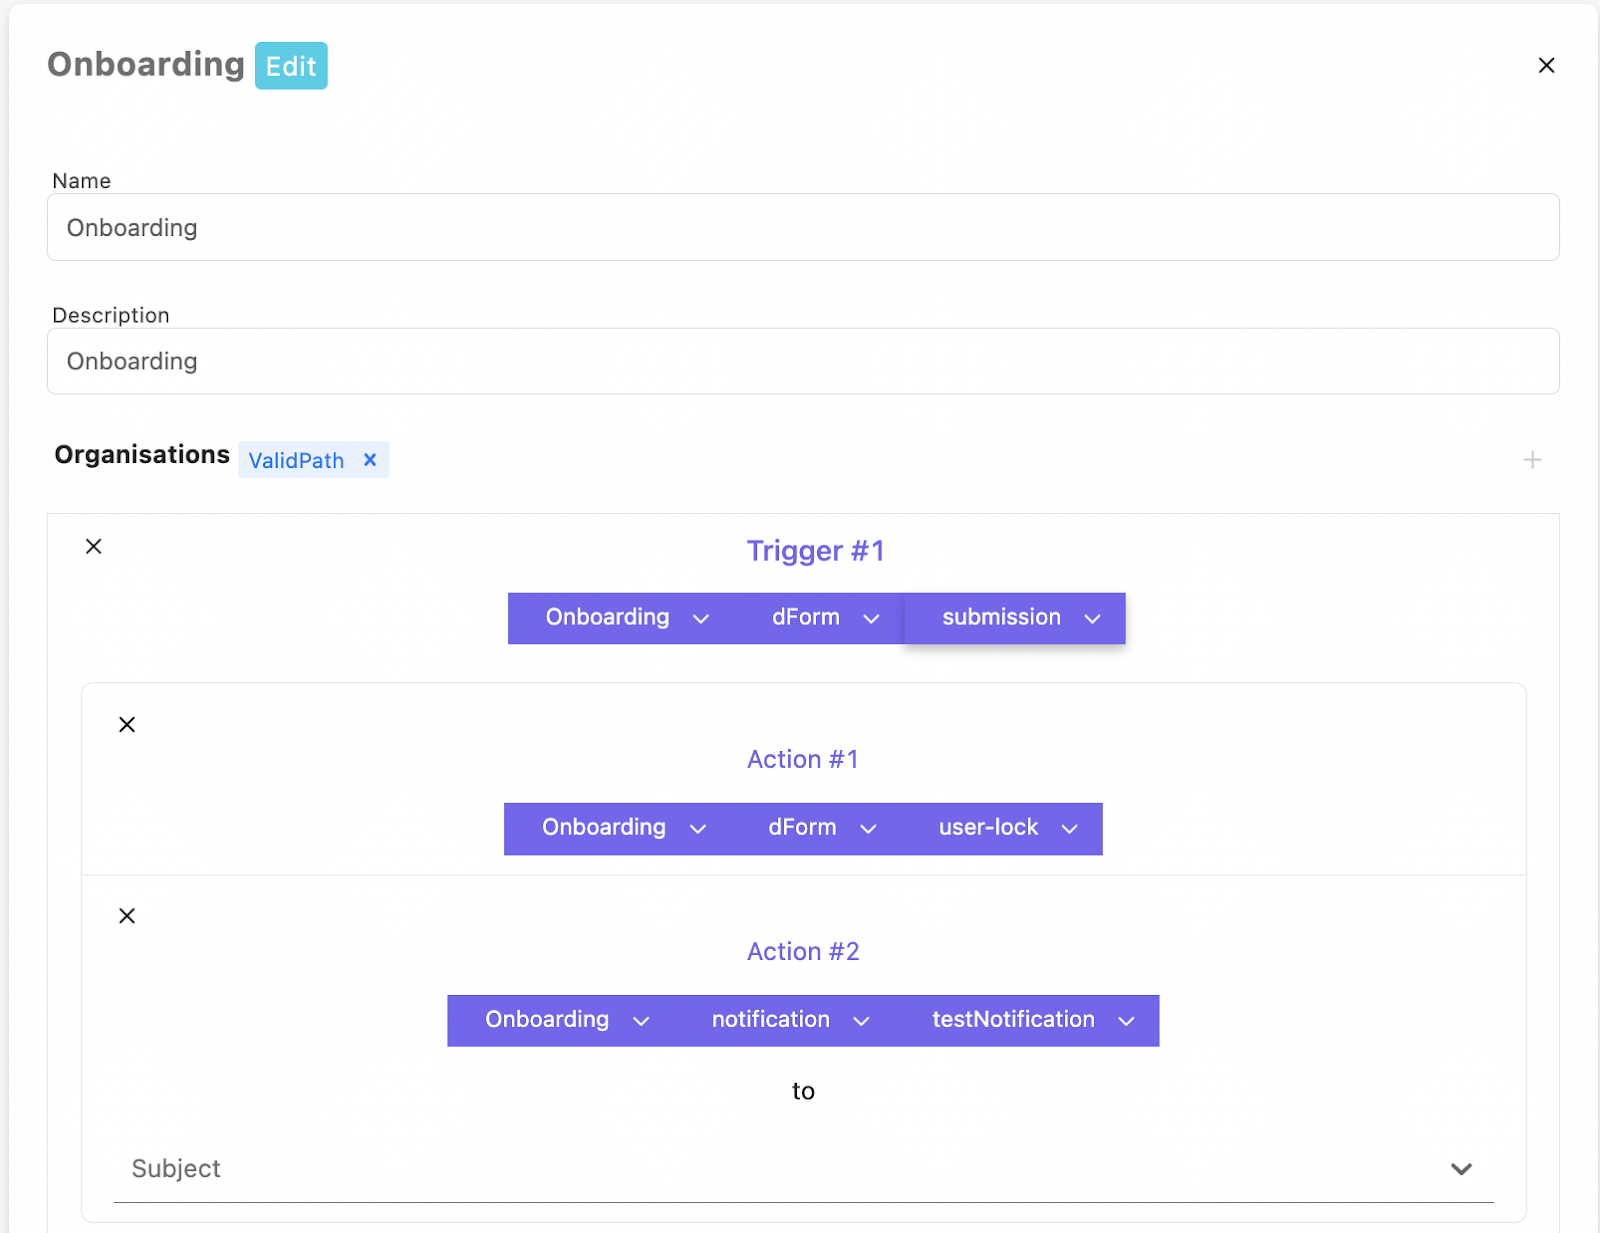 Onboarding Edit
Name
Onboarding
Description
Onboarding
Organisations ValidPath ×
Trigger #1
Onboarding dForm submission
Action #1
Onboarding dForm user-lock
Action #2
Onboarding notification testNotification
to
Subject